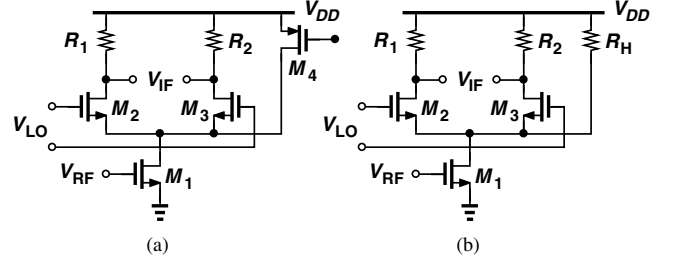 V_DD V_DD
R_1 R_2 R_1 R_2 R_H
M_4
V_IF V_IF
M_2 M_3 M_2 M_3
V_LO V_LO
V_RF M_1 V_RF M_1
(a) (b)